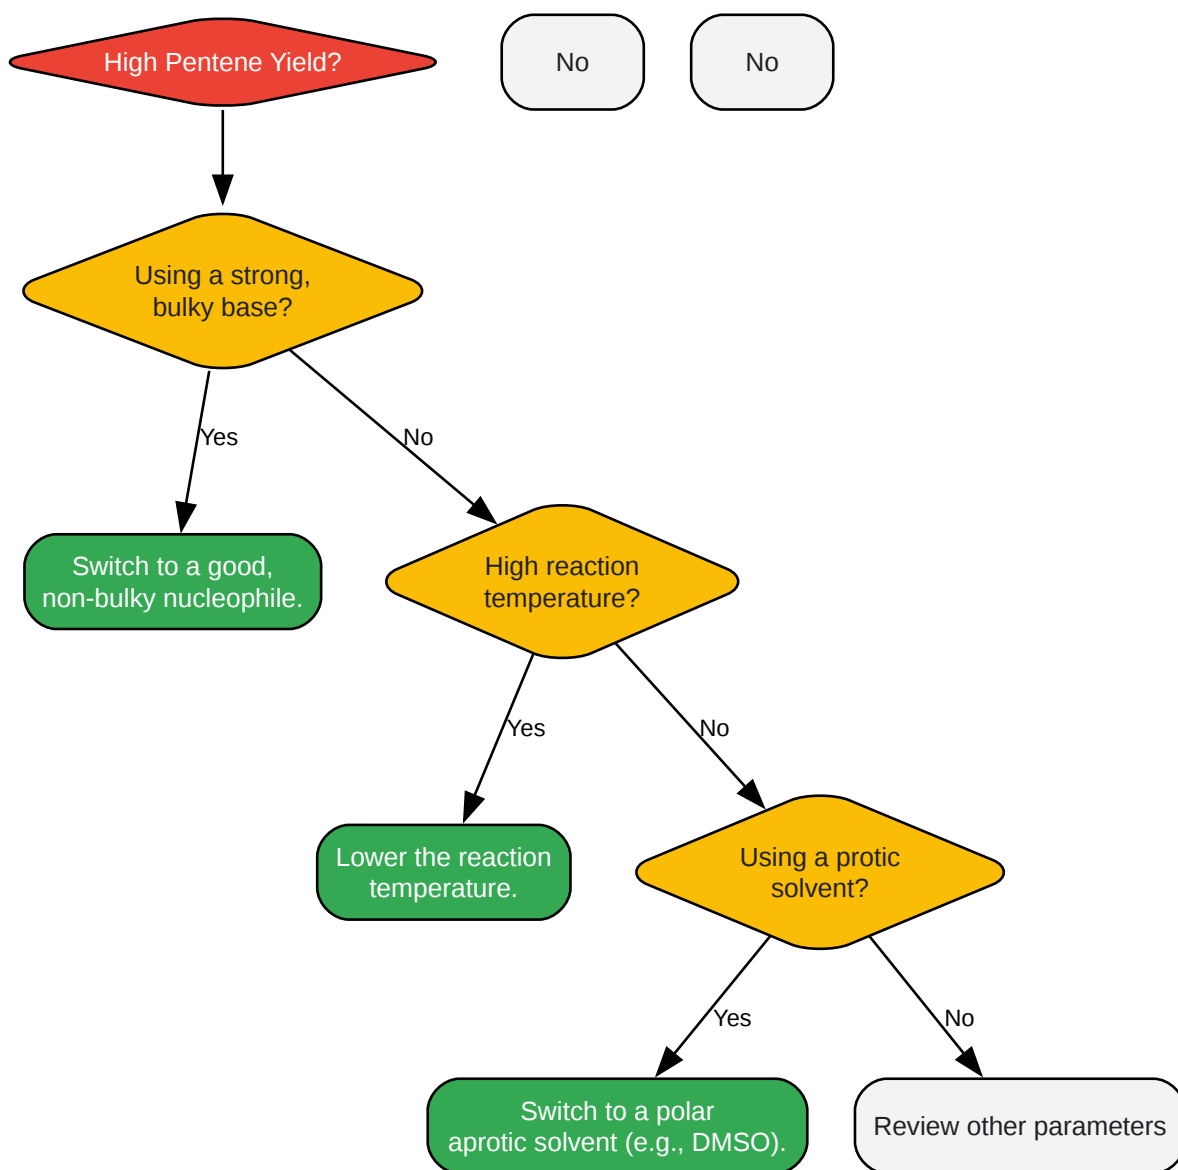 High Pentene Yield?
No
No
Using a strong,
bulky base?
Yes
No
Switch to a good,
non-bulky nucleophile.
High reaction
temperature?
Yes
No
Lower the reaction
temperature.
Using a protic
solvent?
Yes
No
Switch to a polar
aprotic solvent (e.g., DMSO).
Review other parameters